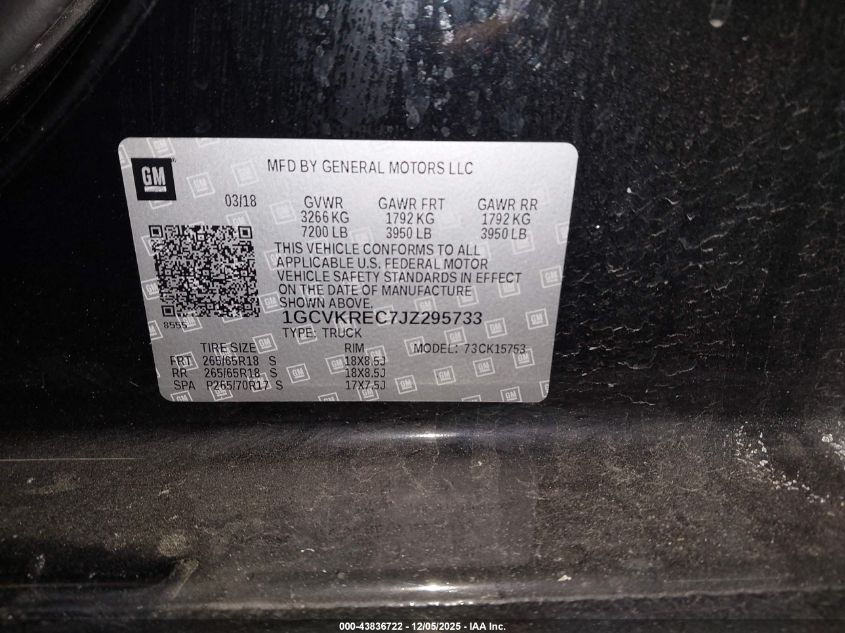 GM
MFD BY GENERAL MOTORS LLC
03/18 GVWR GAWR FRT GAWR RR
3266 KG 1792 KG 1792 KG
7200 LB 3950 LB 3950 LB
THIS VEHICLE CONFORMS TO ALL
APPLICABLE U.S. FEDERAL MOTOR
VEHICLE SAFETY STANDARDS IN EFFECT
ON THE DATE OF MANUFACTURE
SHOWN ABOVE.
8555
1GCVKREC7JZ295733
TYPE: TRUCK
TIRE SIZE RIM MODEL: 73CK15753
FRT 265/65R18 S 18X8.5J
RR 265/65R18 S 18X8.5J
SPA P265/70R17 S 17X7.5J
000-43836722 - 12/05/2025 - IAA Inc.